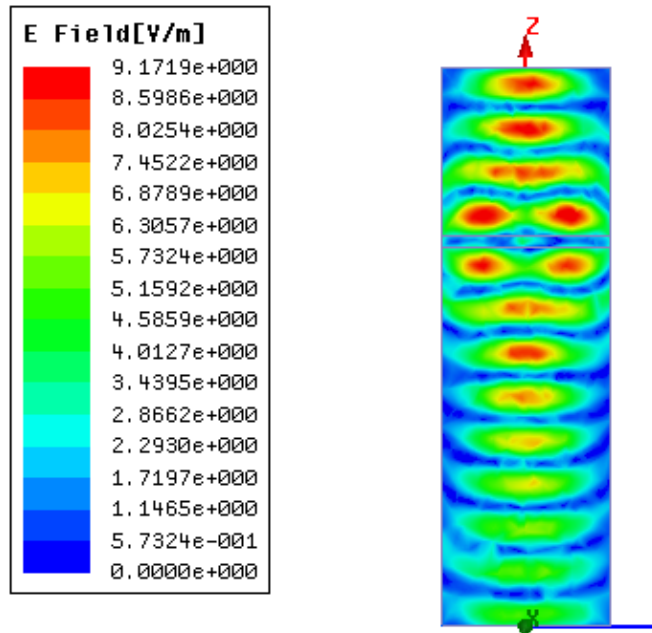 E Field[V/m]
9.1719e+000
8.5986e+000
8.0254e+000
7.4522e+000
6.8789e+000
6.3057e+000
5.7324e+000
5.1592e+000
4.5859e+000
4.0127e+000
3.4395e+000
2.8662e+000
2.2930e+000
1.7197e+000
1.1465e+000
5.7324e-001
0.0000e+000
Z
X